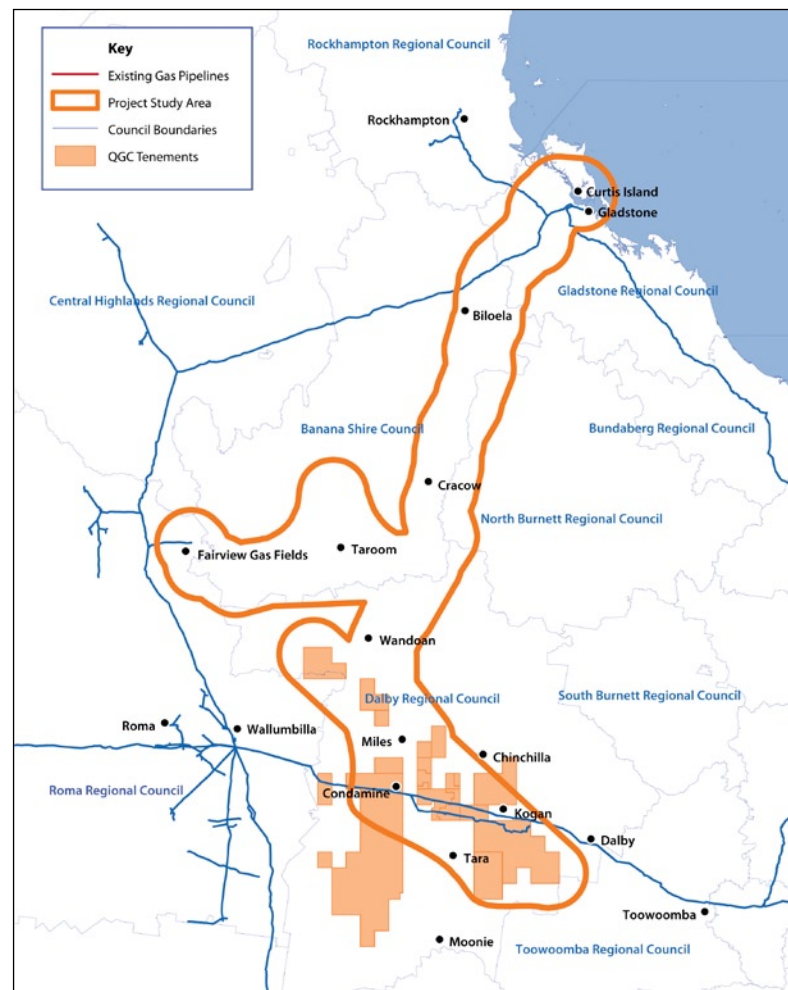 Key
Existing Gas Pipelines
Project Study Area
Council Boundaries
QGC Tenements
Rockhampton Regional Council
Rockhampton
Curtis Island
Gladstone
Central Highlands Regional Council
Gladstone Regional Council
Biloela
Banana Shire Council
Bundaberg Regional Council
Cracow
North Burnett Regional Council
Fairview Gas Fields
Taroom
Wandoan
Dalby Regional Council
South Burnett Regional Council
Roma
Wallumbilla
Miles
Chinchilla
Roma Regional Council
Condamine
Kogan
Dalby
Tara
Toowoomba
Moonie
Toowoomba Regional Council